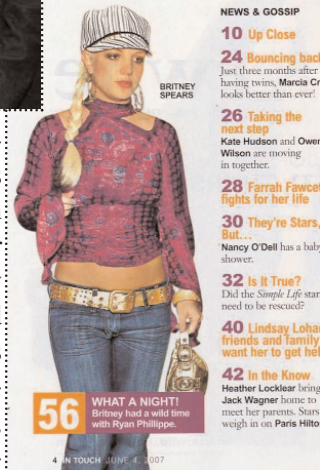 NEWS & GOSSIP
10 Up Close
24 Bouncing back
Just three months after
having twins, Marcia Cr
looks better than ever!
26 Taking the
next step
Kate Hudson and Owen
Wilson are moving
in together.
28 Farrah Fawcet
fights for her life
30 They're Stars,
But...
Nancy O'Dell has a baby
shower.
32 Is It True?
Did the Simple Life star
need to be rescued?
40 Lindsay Lohan
friends and family
want her to get hel
42 In the Know
Heather Locklear bring
Jack Wagner home to
meet her parents. Stars
weigh in on Paris Hilto
BRITNEY
SPEARS
56 WHAT A NIGHT!
Britney had a wild time
with Ryan Phillippe.
4 IN TOUCH JUNE 4, 2007